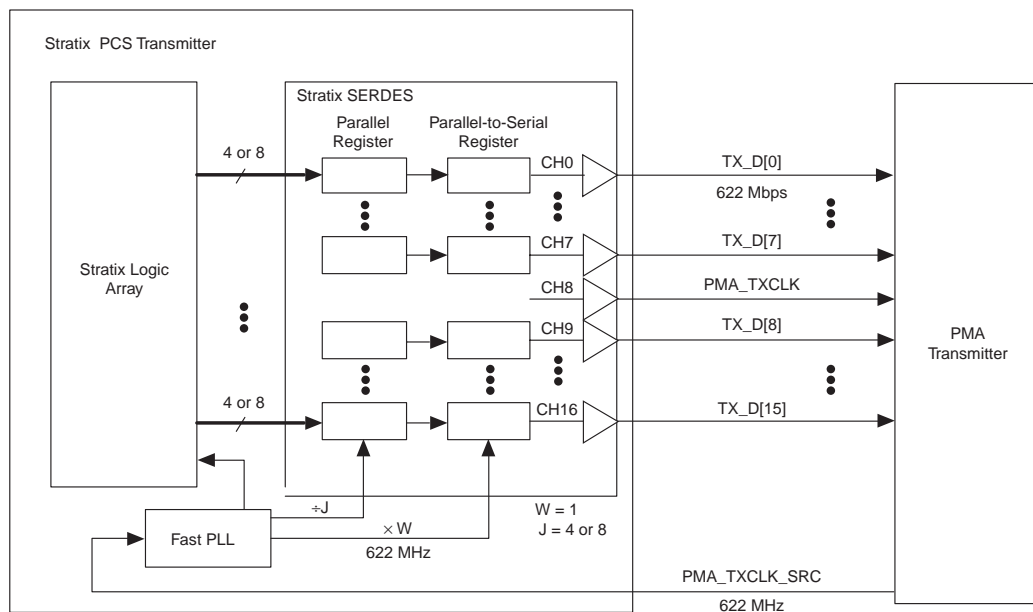 Stratix PCS Transmitter
Stratix SERDES
Parallel
Register
Parallel-to-Serial
Register
4 or 8
CH0
TX_D[0]
622 Mbps
CH7
TX_D[7]
Stratix Logic
Array
CH8
PMA_TXCLK
CH9
TX_D[8]
PMA
Transmitter
4 or 8
CH16
TX_D[15]
÷J
W = 1
J = 4 or 8
× W
Fast PLL
622 MHz
PMA_TXCLK_SRC
622 MHz